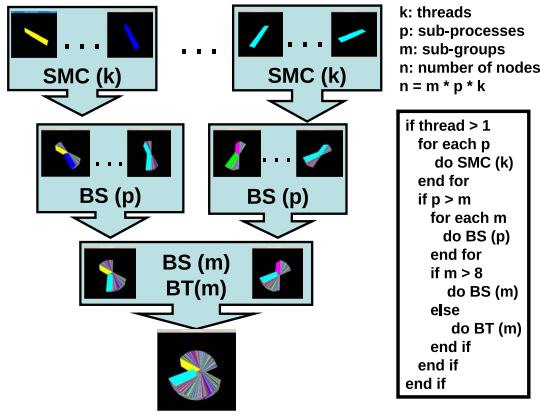 . . .
SMC (k)
. . .
. . .
SMC (k)
k: threads
p: sub-processes
m: sub-groups
n: number of nodes
n = m * p * k
. . .
BS (p)
. . .
BS (p)
BS (m)
BT(m)
if thread > 1
for each p
do SMC (k)
end for
if p > m
for each m
do BS (p)
end for
if m > 8
do BS (m)
else
do BT (m)
end if
end if
end if